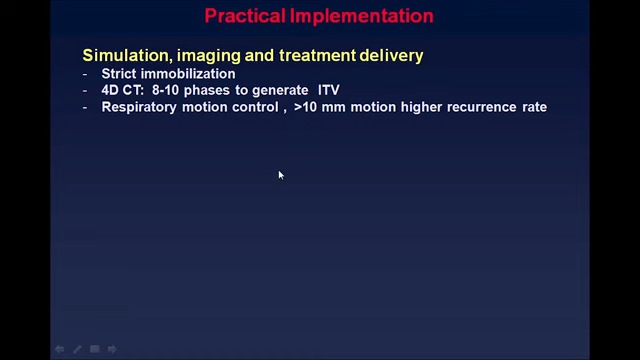 Practical Implementation
Simulation, imaging and treatment delivery
- Strict immobilization
- 4D CT: 8-10 phases to generate ITV
- Respiratory motion control , >10 mm motion higher recurrence rate